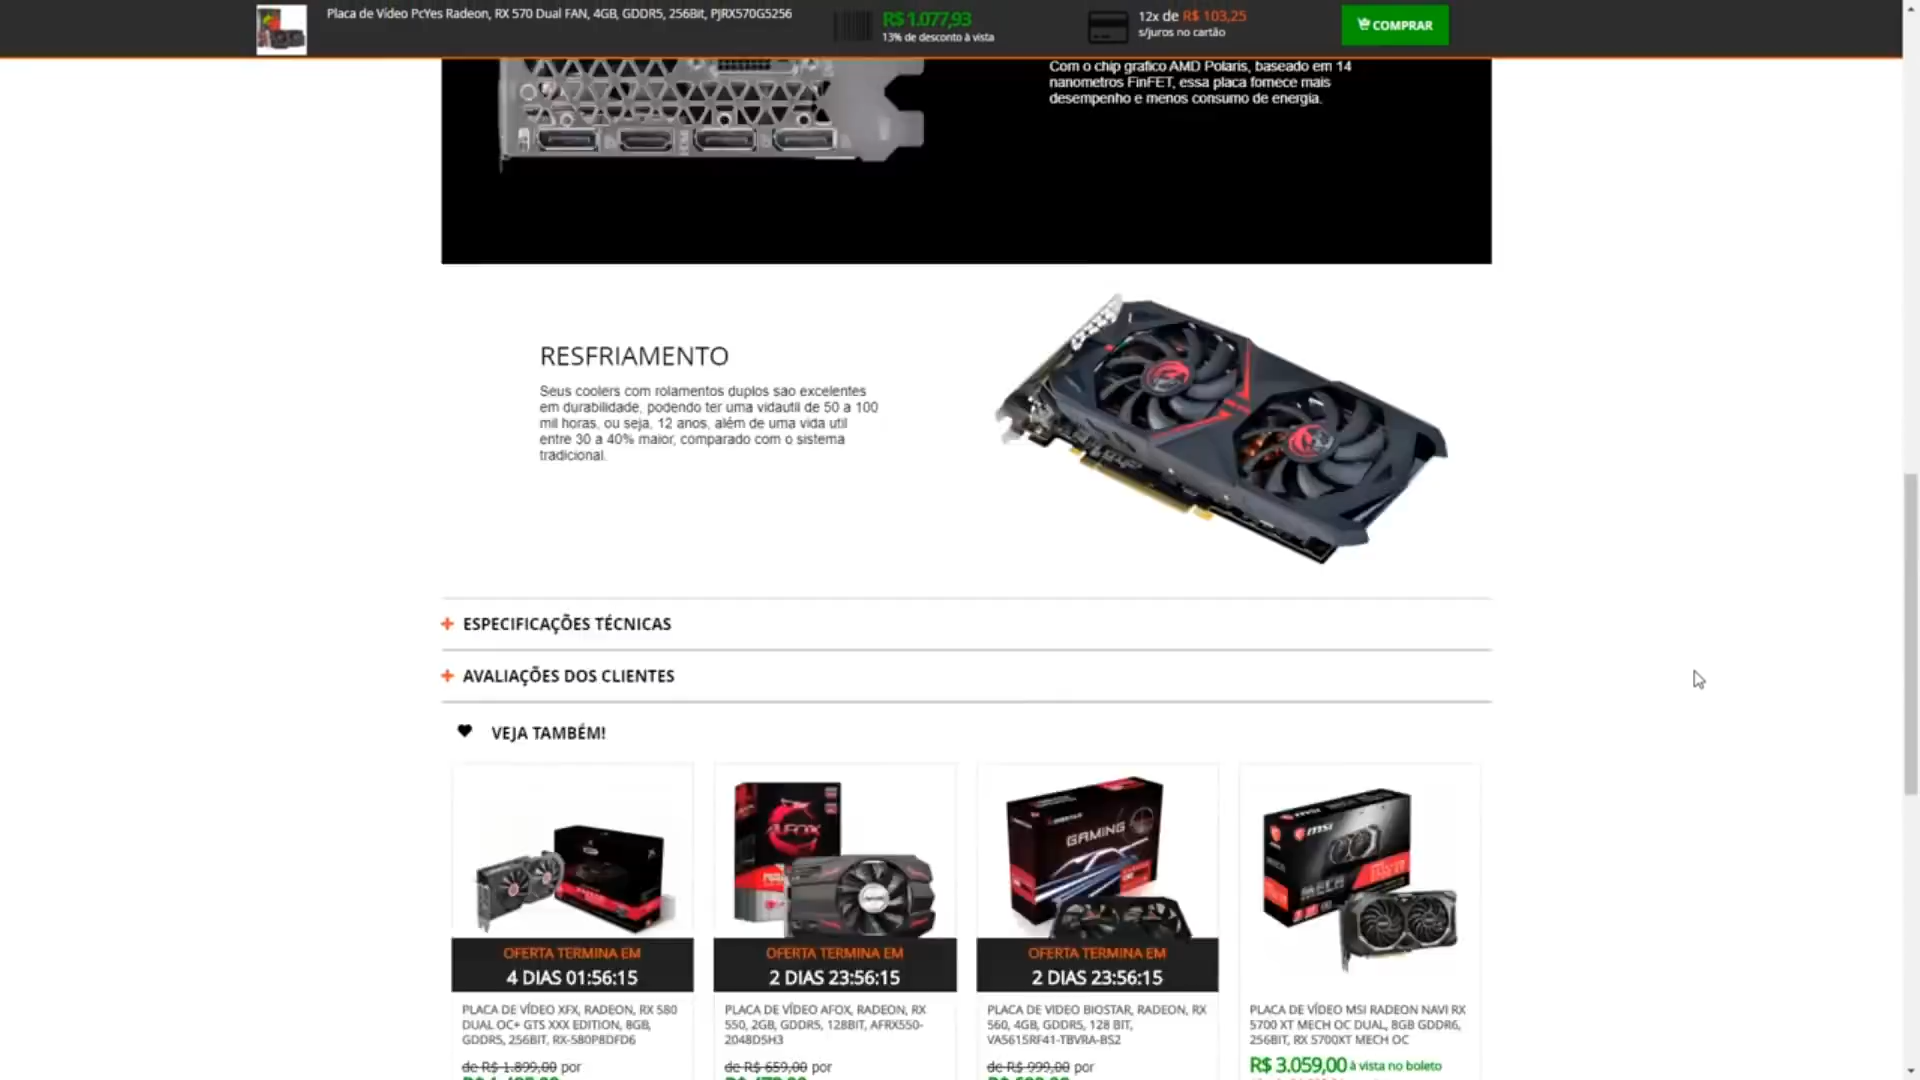 Placa de Vídeo PcYes Radeon, RX 570 Dual FAN, 4GB, GDDR5, 256Bit, PJRX570G5256
R$ 1.077,93
13% de desconto à vista
12x de R$ 103,25
s/juros no cartão
COMPRAR
Com o chip grafico AMD Polaris, baseado em 14
nanometros FinFET, essa placa fornece mais
desempenho e menos consumo de energia.
RESFRIAMENTO
Seus coolers com rolamentos duplos sao excelentes
em durabilidade, podendo ter uma vidautil de 50 a 100
mil horas, ou seja, 12 anos, além de uma vida util
entre 30 a 40% maior, comparado com o sistema
tradicional.
+ ESPECIFICAÇÕES TÉCNICAS
+ AVALIAÇÕES DOS CLIENTES
VEJA TAMBÉM!
AFOX
GAMING
msi
OFERTA TERMINA EM
4 DIAS 01:56:15
OFERTA TERMINA EM
2 DIAS 23:56:15
OFERTA TERMINA EM
2 DIAS 23:56:15
PLACA DE VÍDEO XFX, RADEON, RX 580
DUAL OC+ GTS XXX EDITION, 8GB,
GDDR5, 256BIT, RX-580P8DFD6
de R$ 1.899,00 por
PLACA DE VÍDEO AFOX, RADEON, RX
550, 2GB, GDDR5, 128BIT, AFRX550-
2048D5H3
de R$ 659,00 por
PLACA DE VIDEO BIOSTAR, RADEON, RX
560, 4GB, GDDR5, 128 BIT,
VA5615RF41-TBVRA-BS2
de R$ 999,00 por
PLACA DE VÍDEO MSI RADEON NAVI RX
5700 XT MECH OC DUAL, 8GB GDDR6,
256BIT, RX 5700XT MECH OC
R$ 3.059,00 à vista no boleto